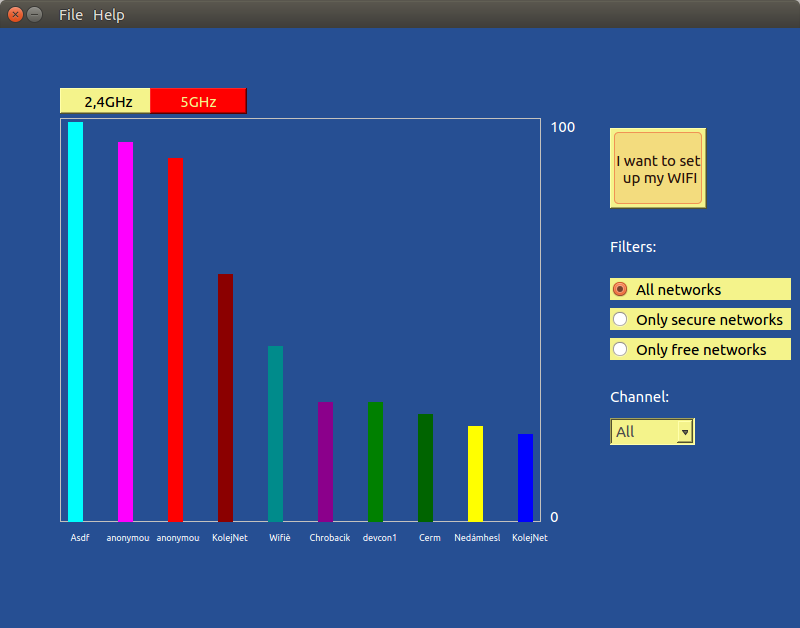 File Help
2,4GHz 5GHz
100
I want to set
up my WIFI
Filters:
All networks
Only secure networks
Only free networks
Channel:
All
0
Asdf anonymou anonymou KolejNet Wifiè Chrobacik devcon1 Cerm Nedámhesl KolejNet